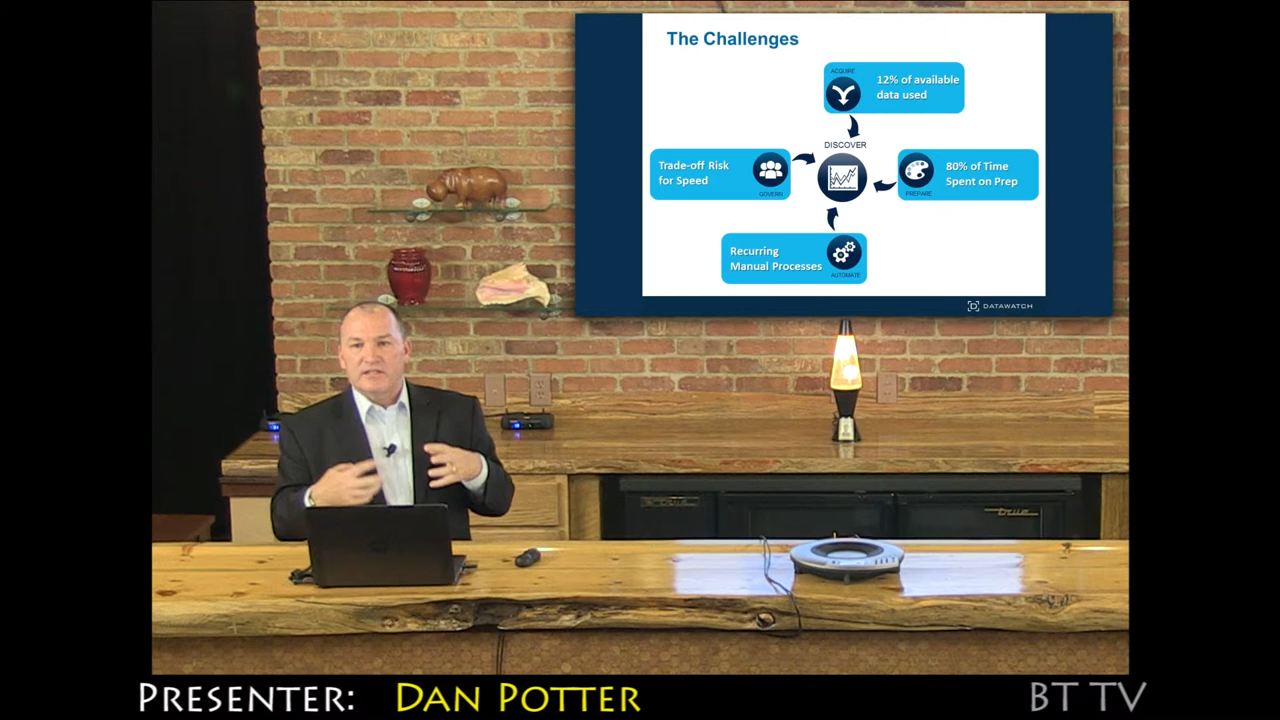 The Challenges
ACQUIRE
12% of available
data used
DISCOVER
Trade-off Risk
for Speed
GOVERN
80% of Time
Spent on Prep
PREPARE
Recurring
Manual Processes
AUTOMATE
DATAWATCH
true
Presenter: Dan Potter
BT TV